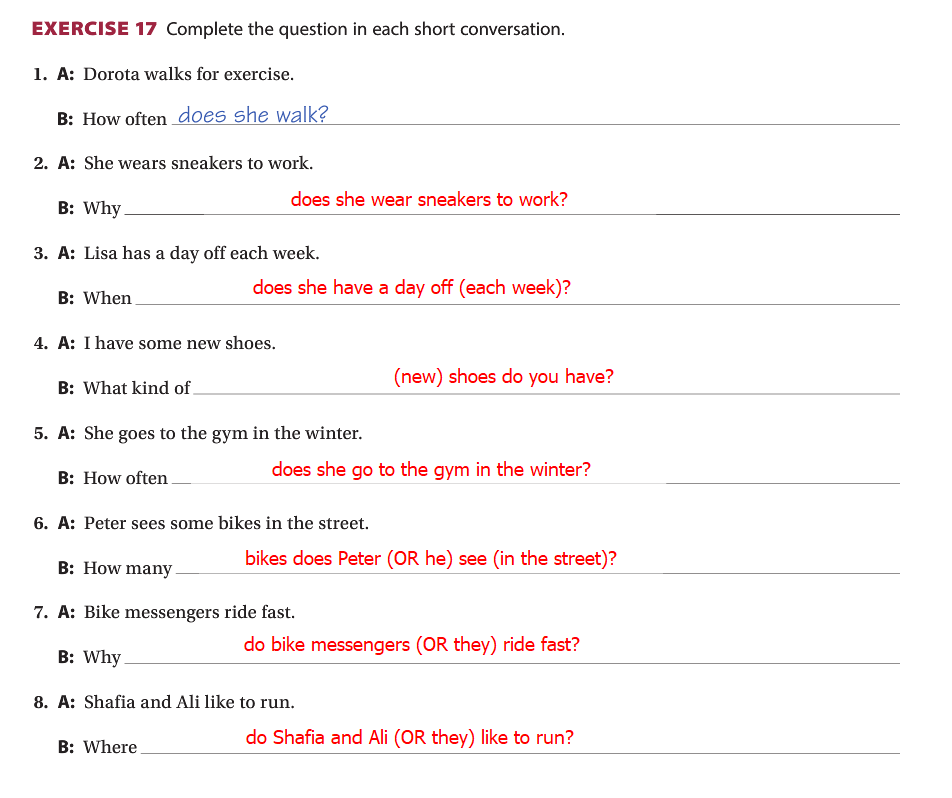 EXERCISE 17 Complete the question in each short conversation.
1. A: Dorota walks for exercise.
B: How often does she walk?
2. A: She wears sneakers to work.
B: Why does she wear sneakers to work?
3. A: Lisa has a day off each week.
B: When does she have a day off (each week)?
4. A: I have some new shoes.
B: What kind of (new) shoes do you have?
5. A: She goes to the gym in the winter.
B: How often does she go to the gym in the winter?
6. A: Peter sees some bikes in the street.
B: How many bikes does Peter (OR he) see (in the street)?
7. A: Bike messengers ride fast.
B: Why do bike messengers (OR they) ride fast?
8. A: Shafia and Ali like to run.
B: Where do Shafia and Ali (OR they) like to run?